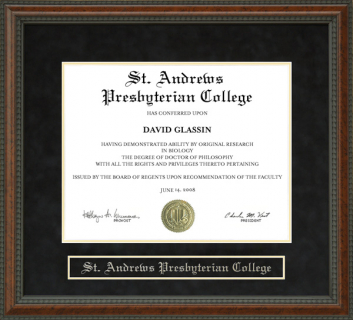 St. Andrews
Presbyterian College
HAS CONFERRED UPON
DAVID GLASSIN
HAVING DEMONSTRATED ABILITY BY ORIGINAL RESEARCH
IN BIOLOGY
THE DEGREE OF DOCTOR OF PHILOSOPHY
WITH ALL THE RIGHTS AND PRIVILEGES THERETO PERTAINING
ISSUED BY THE BOARD OF REGENTS UPON RECOMMENDATION OF THE FACULTY
JUNE 14, 2008
PROVOST
PRESIDENT
St. Andrews Presbyterian College